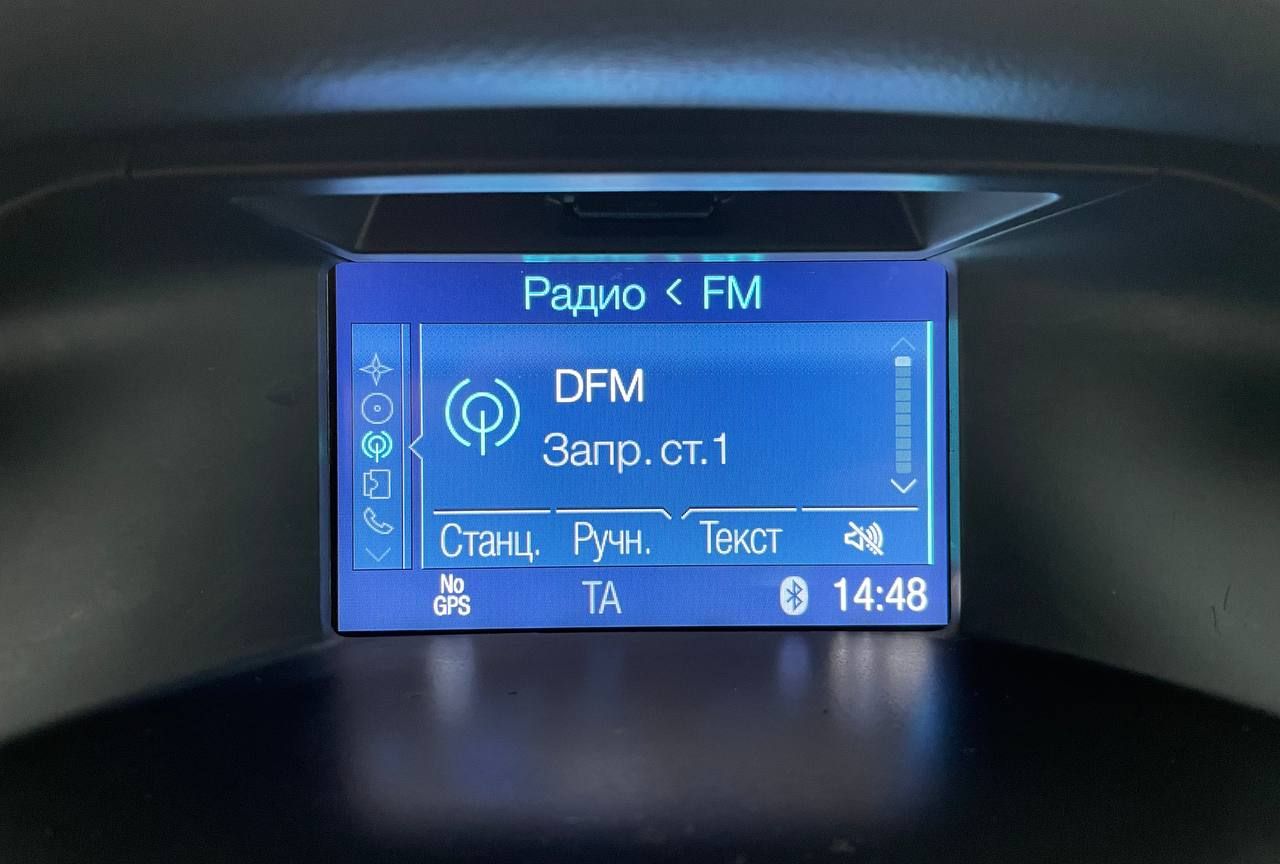 Радио < FM
DFM
Запр. ст.1
Станц. Ручн. Текст
No GPS TA 14:48